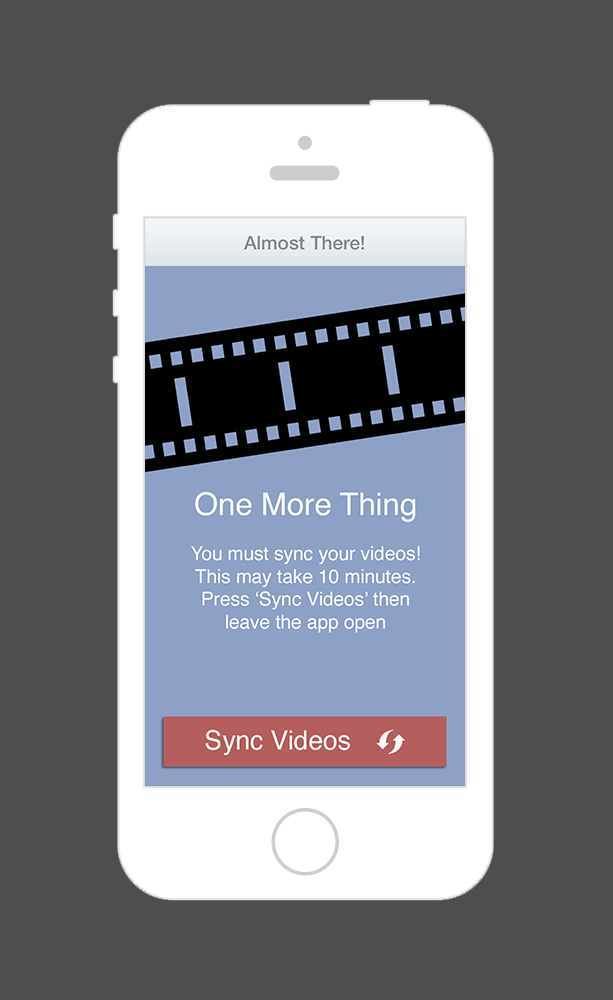 Almost There!
One More Thing
You must sync your videos!
This may take 10 minutes.
Press ‘Sync Videos’ then
leave the app open
Sync Videos